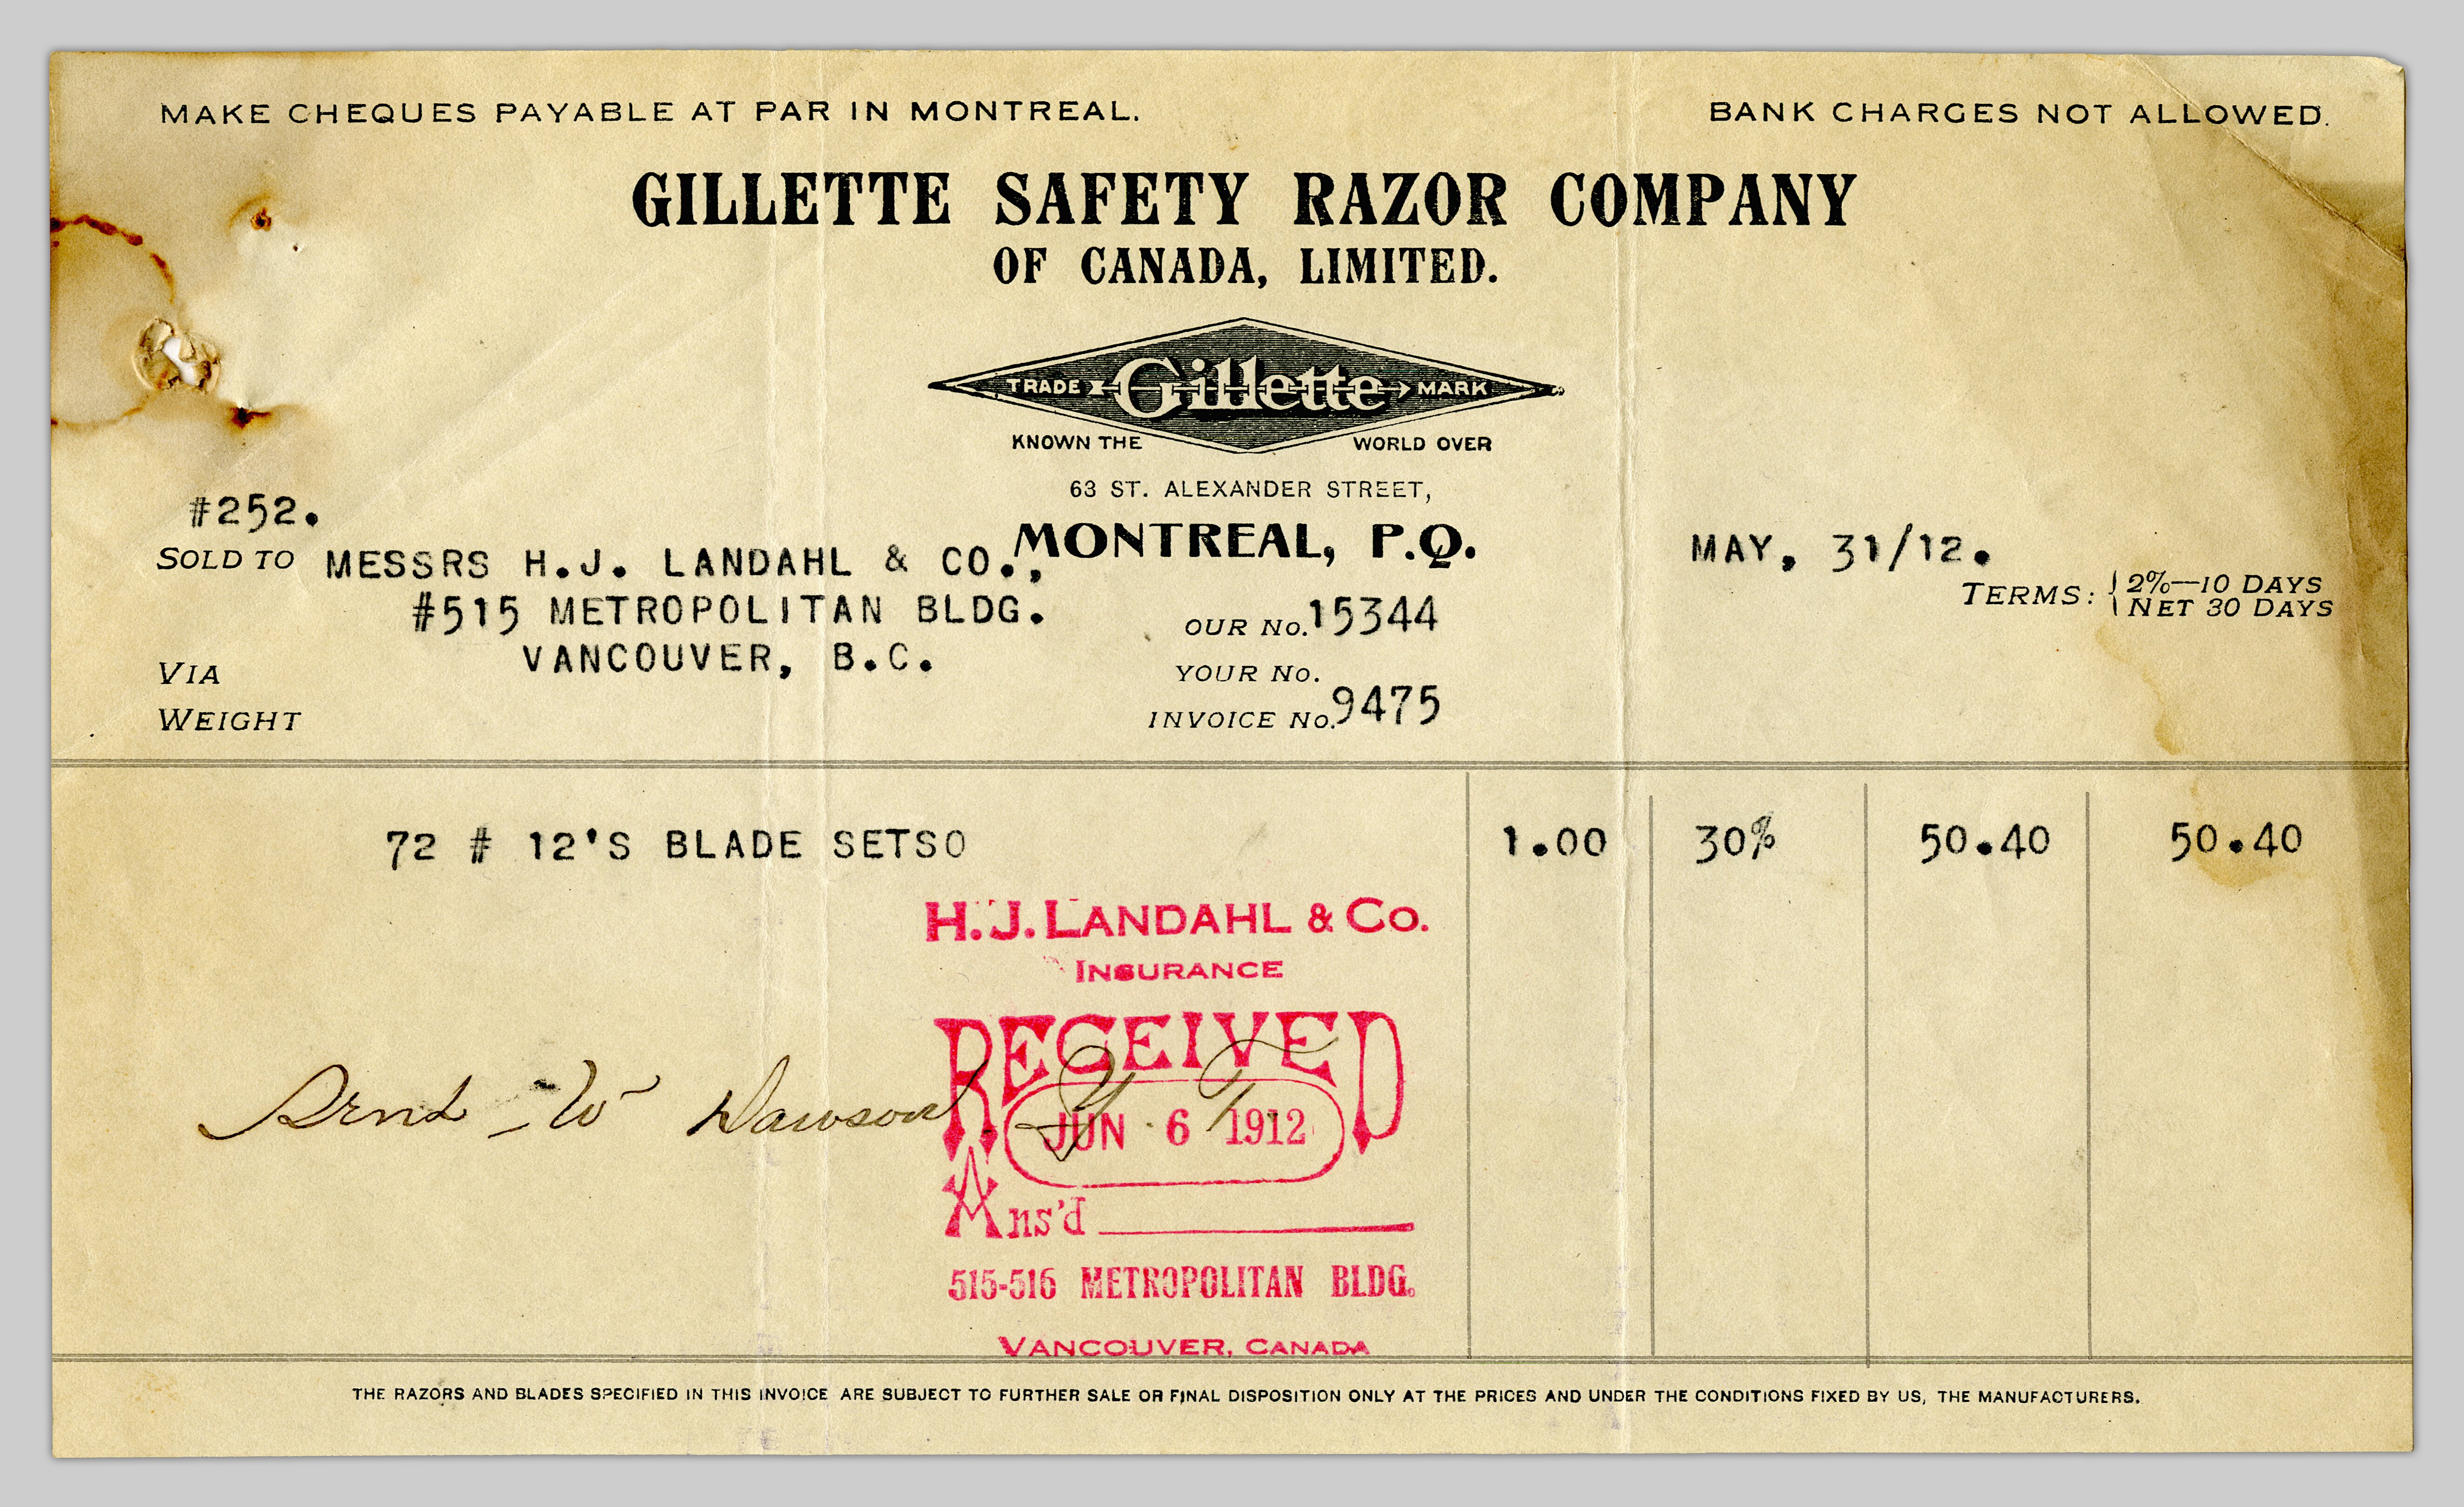 MAKE CHEQUES PAYABLE AT PAR IN MONTREAL. BANK CHARGES NOT ALLOWED.
GILLETTE SAFETY RAZOR COMPANY
OF CANADA, LIMITED.
TRADE Gillette MARK
KNOWN THE WORLD OVER
63 ST. ALEXANDER STREET,
MONTREAL, P.Q.
#252.
SOLD TO MESSRS H.J. LANDAHL & CO.,
#515 METROPOLITAN BLDG.
VANCOUVER, B.C.
MAY, 31/12.
TERMS: 2%—10 DAYS
NET 30 DAYS
OUR No. 15344
YOUR No.
INVOICE No. 9475
VIA
WEIGHT
72 # 12'S BLADE SETSO 1.00 30% 50.40 50.40
H.J. LANDAHL & Co.
INSURANCE
RECEIVED
JUN 6 1912
Ans'd
515-516 METROPOLITAN BLDG.
VANCOUVER, CANADA
W Dawson
THE RAZORS AND BLADES SPECIFIED IN THIS INVOICE ARE SUBJECT TO FURTHER SALE OR FINAL DISPOSITION ONLY AT THE PRICES AND UNDER THE CONDITIONS FIXED BY US, THE MANUFACTURERS.